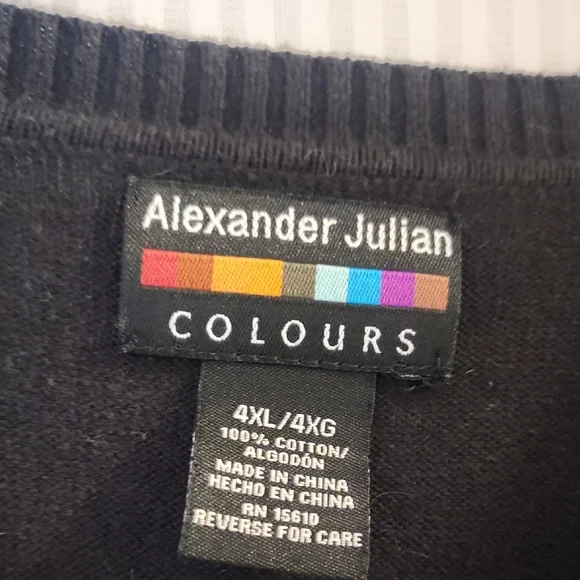 Alexander Julian
COLOURS
4XL/4XG
100% COTTON/
ALGODÓN
MADE IN CHINA
HECHO EN CHINA
RN 15610
REVERSE FOR CARE